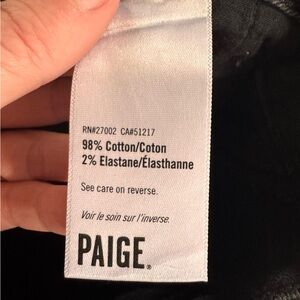 RN#27002 CA#51217
98% Cotton/Coton
2% Elastane/Élasthanne
See care on reverse.
Voir le soin sur l'inverse.
PAIGE®